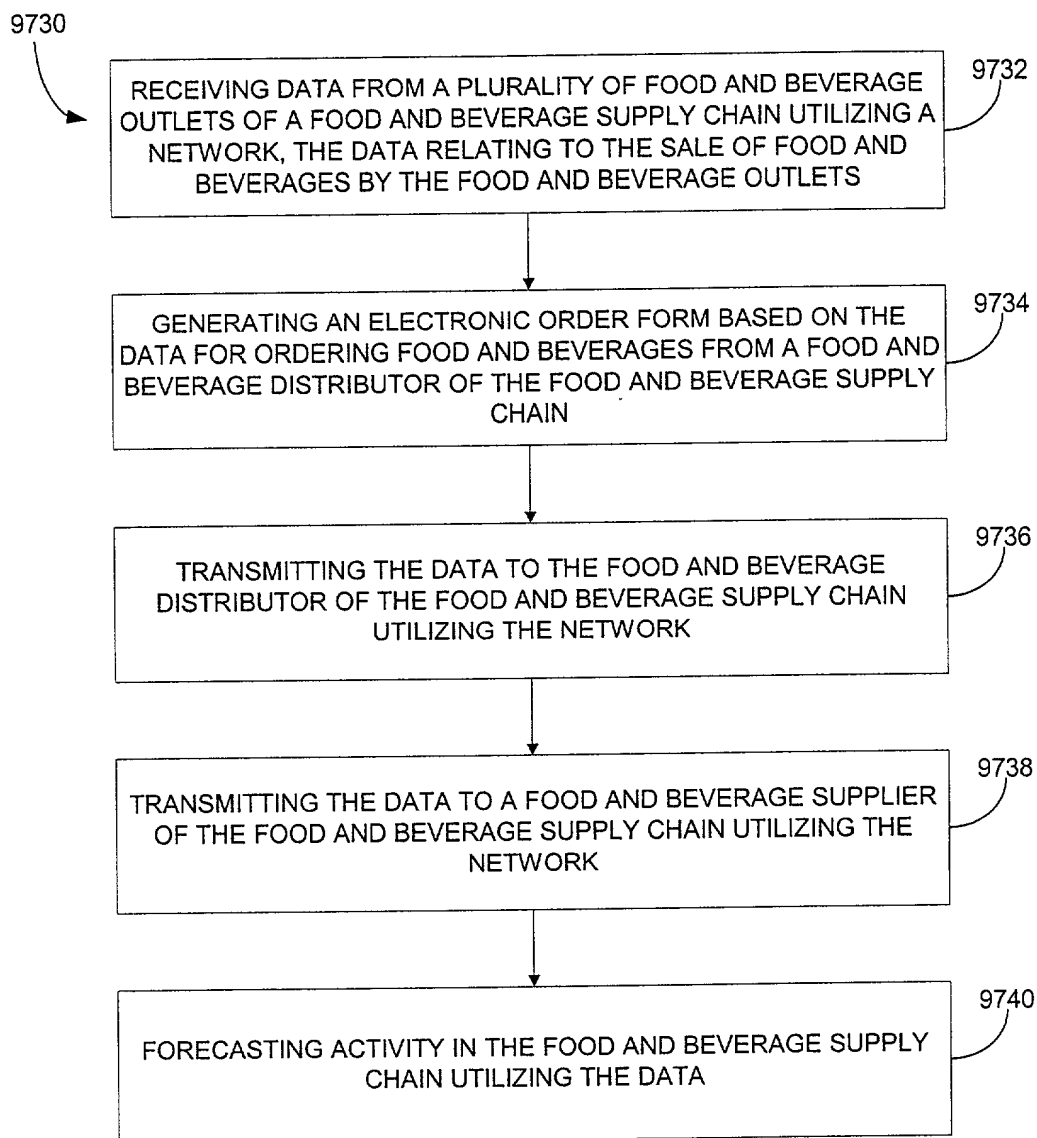 9730
9732
RECEIVING DATA FROM A PLURALITY OF FOOD AND BEVERAGE
OUTLETS OF A FOOD AND BEVERAGE SUPPLY CHAIN UTILIZING A
NETWORK, THE DATA RELATING TO THE SALE OF FOOD AND
BEVERAGES BY THE FOOD AND BEVERAGE OUTLETS
9734
GENERATING AN ELECTRONIC ORDER FORM BASED ON THE
DATA FOR ORDERING FOOD AND BEVERAGES FROM A FOOD AND
BEVERAGE DISTRIBUTOR OF THE FOOD AND BEVERAGE SUPPLY
CHAIN
9736
TRANSMITTING THE DATA TO THE FOOD AND BEVERAGE
DISTRIBUTOR OF THE FOOD AND BEVERAGE SUPPLY CHAIN
UTILIZING THE NETWORK
9738
TRANSMITTING THE DATA TO A FOOD AND BEVERAGE SUPPLIER
OF THE FOOD AND BEVERAGE SUPPLY CHAIN UTILIZING THE
NETWORK
9740
FORECASTING ACTIVITY IN THE FOOD AND BEVERAGE SUPPLY
CHAIN UTILIZING THE DATA